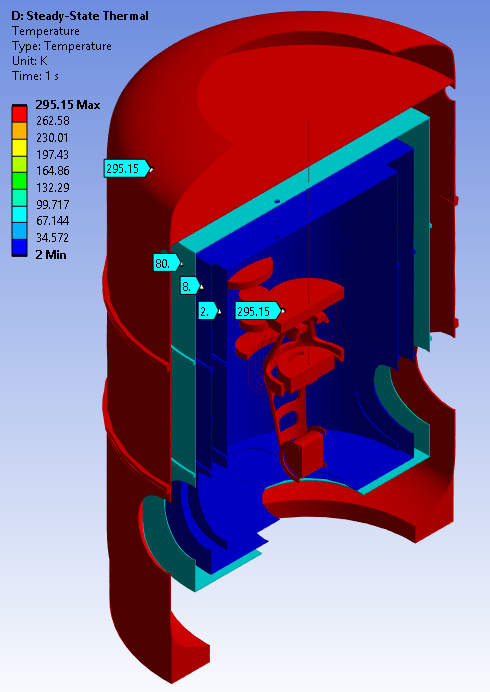 D: Steady-State Thermal
Temperature
Type: Temperature
Unit: K
Time: 1 s
295.15 Max
262.58
230.01
197.43
164.86
132.29
99.717
67.144
34.572
2 Min
295.15
80.
8.
2.
295.15